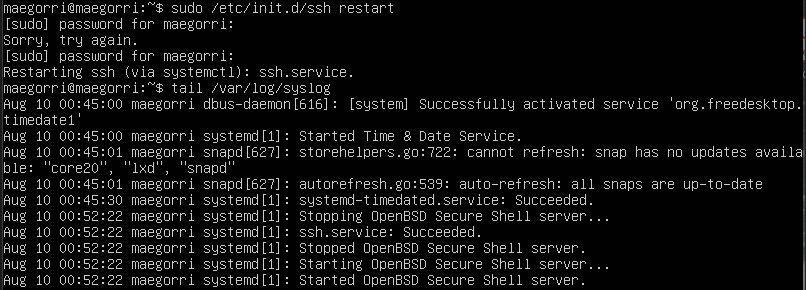 maegorri@maegorri:~$ sudo /etc/init.d/ssh restart
[sudo] password for maegorri:
Sorry, try again.
[sudo] password for maegorri:
Restarting ssh (via systemctl): ssh.service.
maegorri@maegorri:~$ tail /var/log/syslog
Aug 10 00:45:00 maegorri dbus-daemon[616]: [system] Successfully activated service 'org.freedesktop.
timedate1'
Aug 10 00:45:00 maegorri systemd[1]: Started Time & Date Service.
Aug 10 00:45:01 maegorri snapd[627]: storehelpers.go:722: cannot refresh: snap has no updates availa
ble: "core20", "lxd", "snapd"
Aug 10 00:45:01 maegorri snapd[627]: autorefresh.go:539: auto-refresh: all snaps are up-to-date
Aug 10 00:45:30 maegorri systemd[1]: systemd-timedated.service: Succeeded.
Aug 10 00:52:22 maegorri systemd[1]: Stopping OpenBSD Secure Shell server...
Aug 10 00:52:22 maegorri systemd[1]: ssh.service: Succeeded.
Aug 10 00:52:22 maegorri systemd[1]: Stopped OpenBSD Secure Shell server.
Aug 10 00:52:22 maegorri systemd[1]: Starting OpenBSD Secure Shell server...
Aug 10 00:52:22 maegorri systemd[1]: Started OpenBSD Secure Shell server.